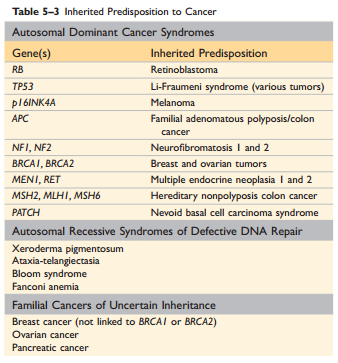 Table 5–3 Inherited Predisposition to Cancer
Autosomal Dominant Cancer Syndromes
Gene(s) Inherited Predisposition
RB Retinoblastoma
TP53 Li-Fraumeni syndrome (various tumors)
p16INK4A Melanoma
APC Familial adenomatous polyposis/colon
cancer
NF1, NF2 Neurofibromatosis 1 and 2
BRCA1, BRCA2 Breast and ovarian tumors
MEN1, RET Multiple endocrine neoplasia 1 and 2
MSH2, MLH1, MSH6 Hereditary nonpolyposis colon cancer
PATCH Nevoid basal cell carcinoma syndrome
Autosomal Recessive Syndromes of Defective DNA Repair
Xeroderma pigmentosum
Ataxia-telangiectasia
Bloom syndrome
Fanconi anemia
Familial Cancers of Uncertain Inheritance
Breast cancer (not linked to BRCA1 or BRCA2)
Ovarian cancer
Pancreatic cancer